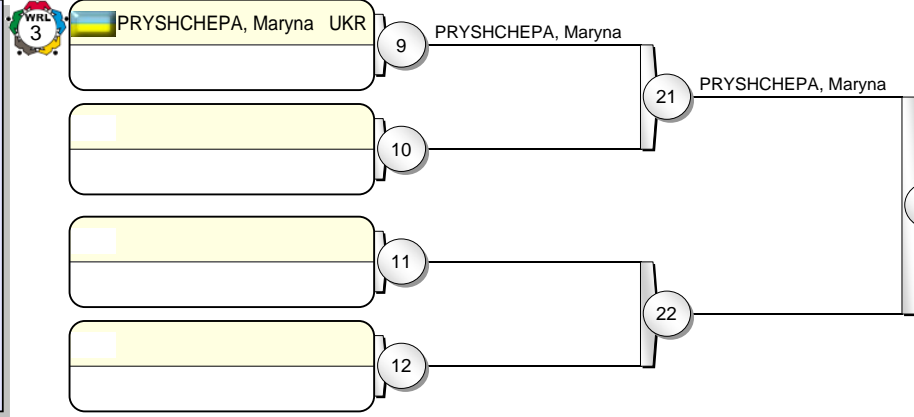 WRL
3
PRYSHCHEPA, Maryna UKR
9
PRYSHCHEPA, Maryna
21
PRYSHCHEPA, Maryna
10
11
22
12